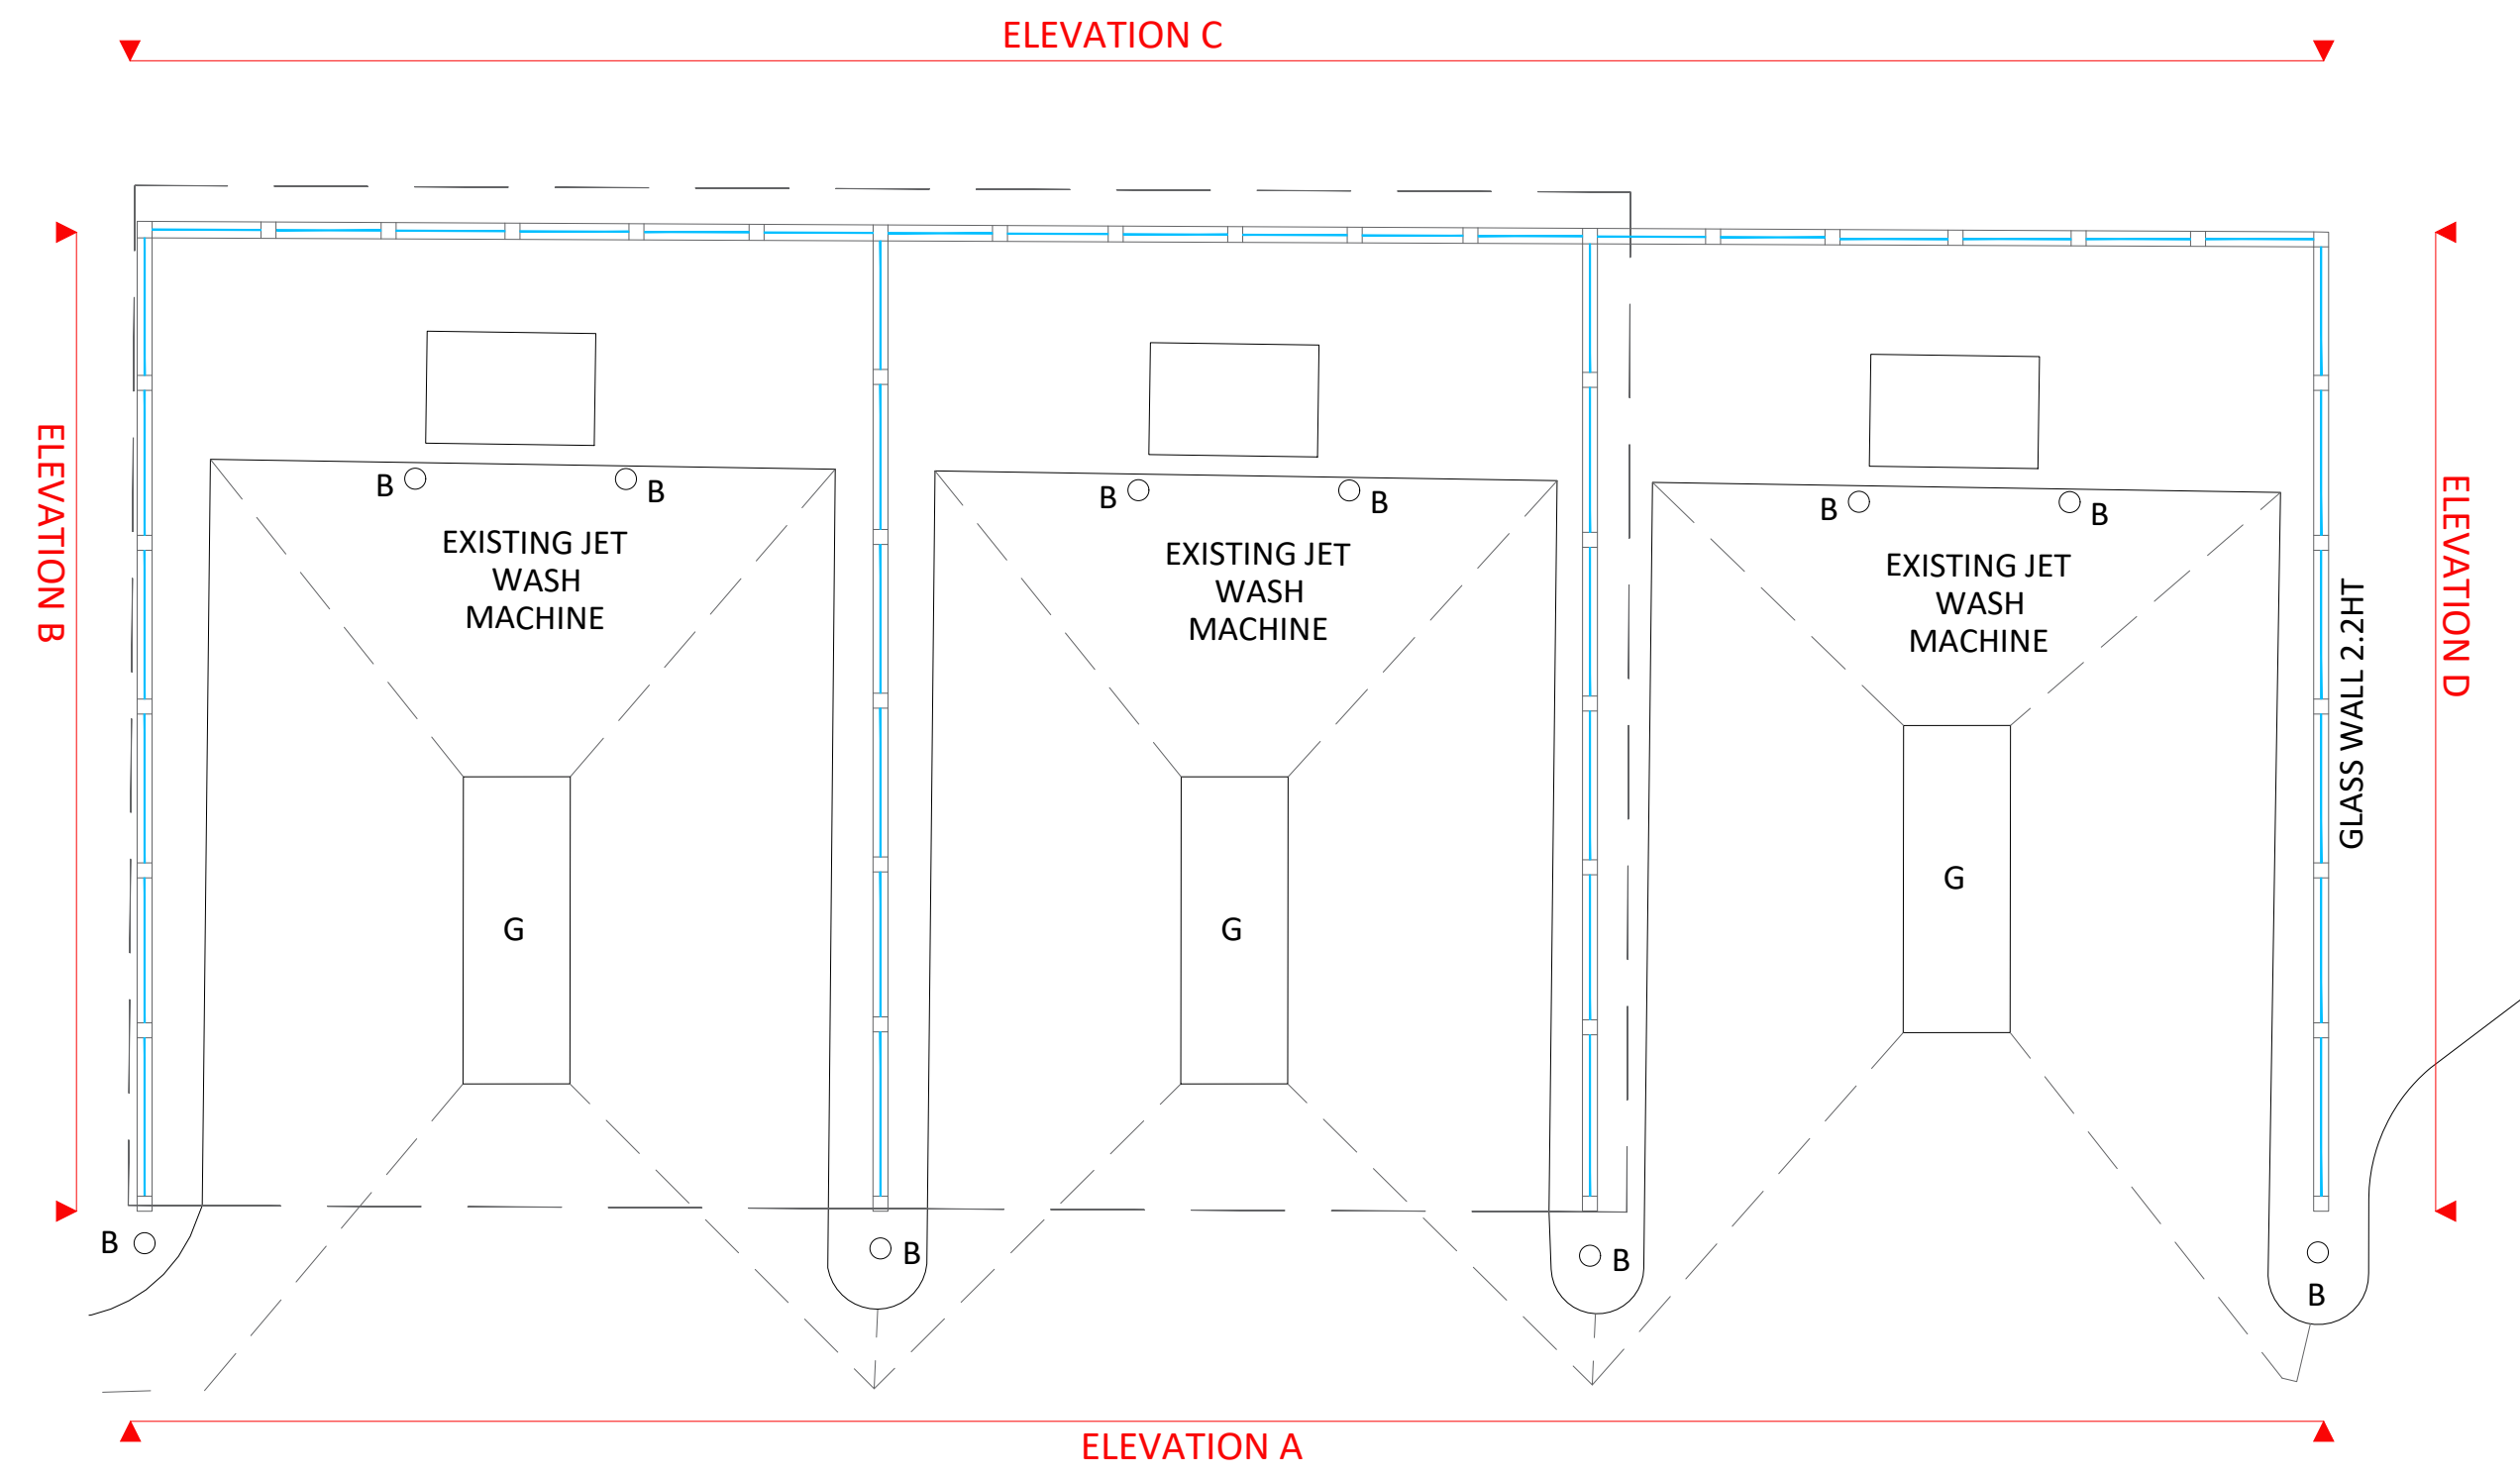 ELEVATION C
ELEVATION B
ELEVATION D
B
B
B
B
B
B
EXISTING JET
WASH
MACHINE
EXISTING JET
WASH
MACHINE
EXISTING JET
WASH
MACHINE
GLASS WALL 2.2HT
G
G
G
B
B
B
B
ELEVATION A